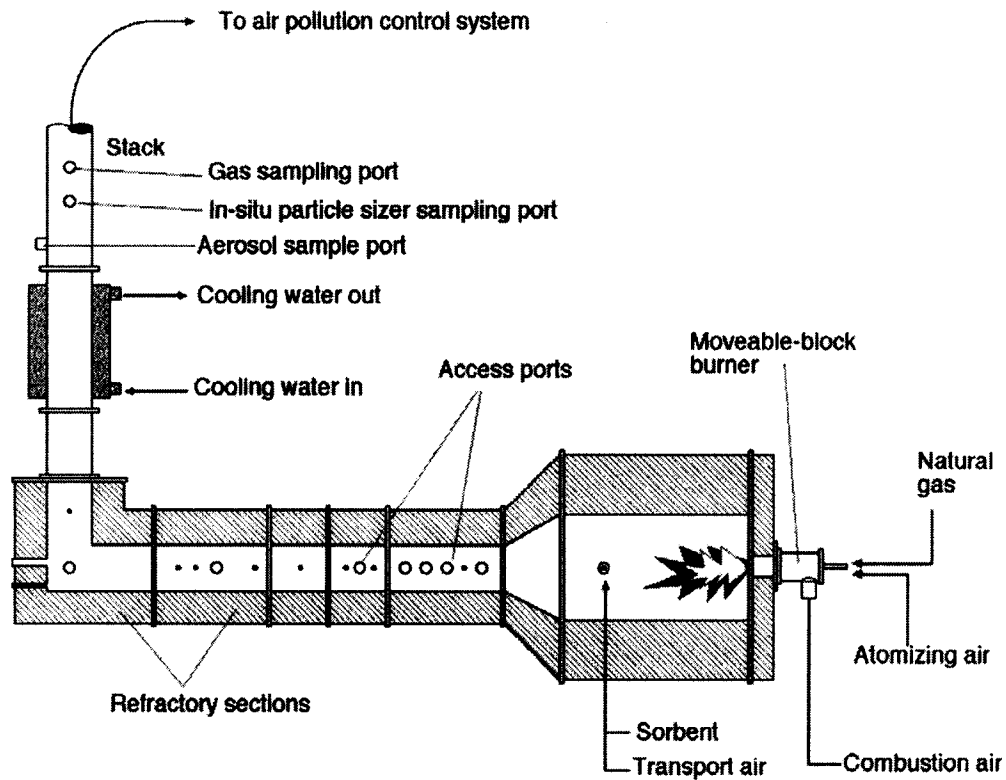 To air pollution control system
Stack
Gas sampling port
In-situ particle sizer sampling port
Aerosol sample port
Cooling water out
Cooling water in
Access ports
Moveable-block
burner
Natural
gas
Atomizing air
Refractory sections
Sorbent
Transport air
Combustion air